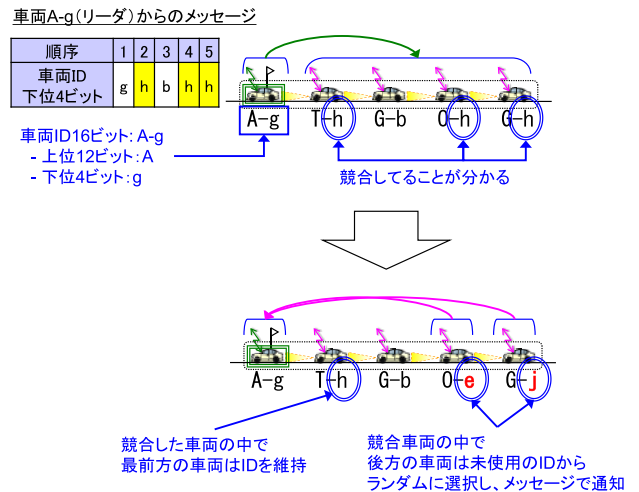 車両A-g(リーダ)からのメッセージ
順序 1 2 3 4 5
車両ID
下位4ビット
g h b h h
A-g T-h G-b O-h G-h
車両ID16ビット: A-g
- 上位12ビット: A
- 下位4ビット: g
競合してることが分かる
A-g T-h G-b O-e G-j
競合した車両の中で
最前方の車両はIDを維持
競合車両の中で
後方の車両は未使用のIDから
ランダムに選択し、メッセージで通知